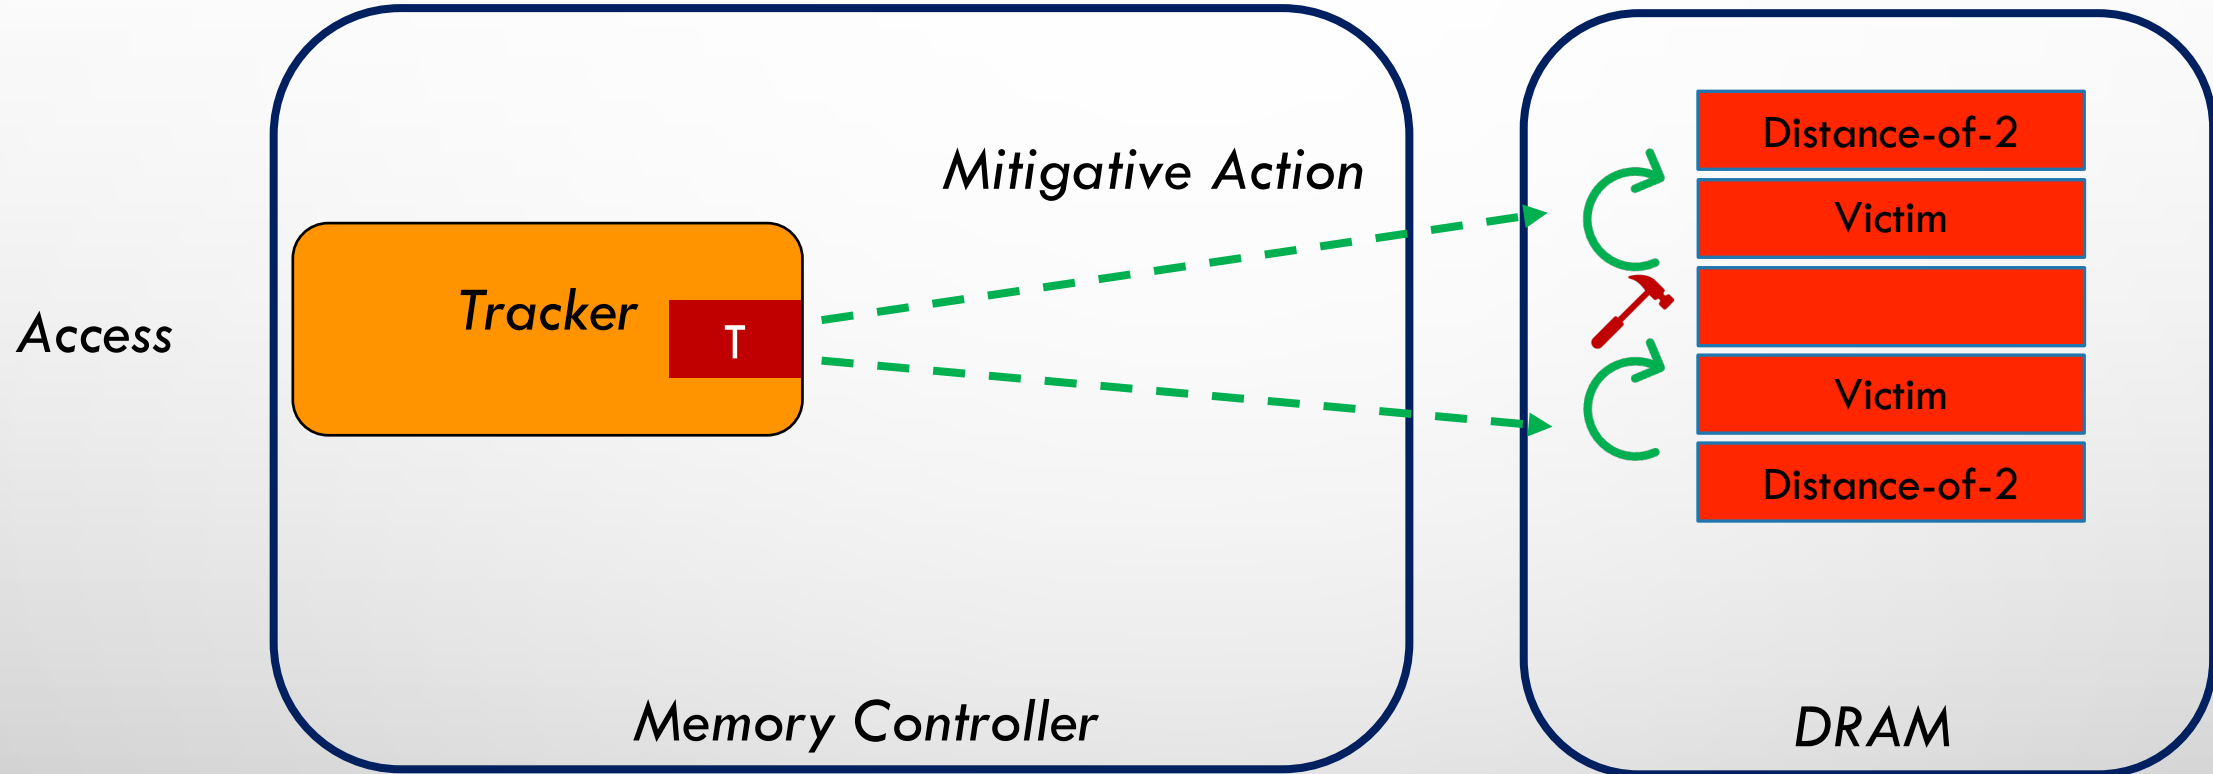 Access
Tracker
T
Mitigative Action
Memory Controller
Distance-of-2
Victim
Victim
Distance-of-2
DRAM